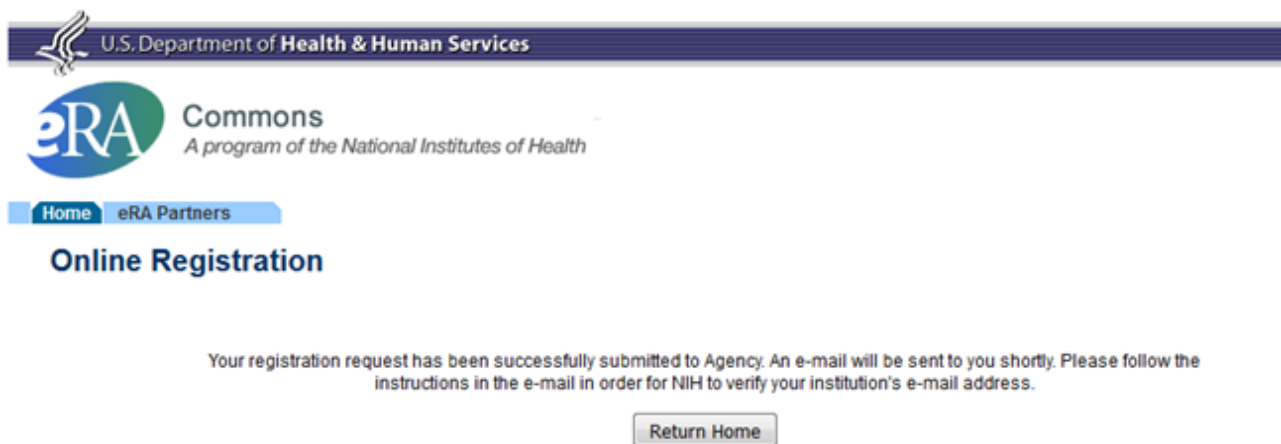 U.S. Department of Health & Human Services
eRA
Commons
A program of the National Institutes of Health
Home eRA Partners
Online Registration
Your registration request has been successfully submitted to Agency. An e-mail will be sent to you shortly. Please follow the
instructions in the e-mail in order for NIH to verify your institution's e-mail address.
Return Home